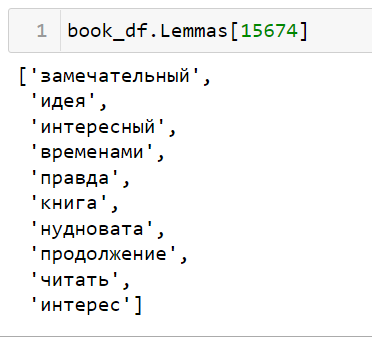 1 book_df.Lemmas[15674]
['замечательный',
'идея',
'интересный',
'временами',
'правда',
'книга',
'нудновата',
'продолжение',
'читать',
'интерес']